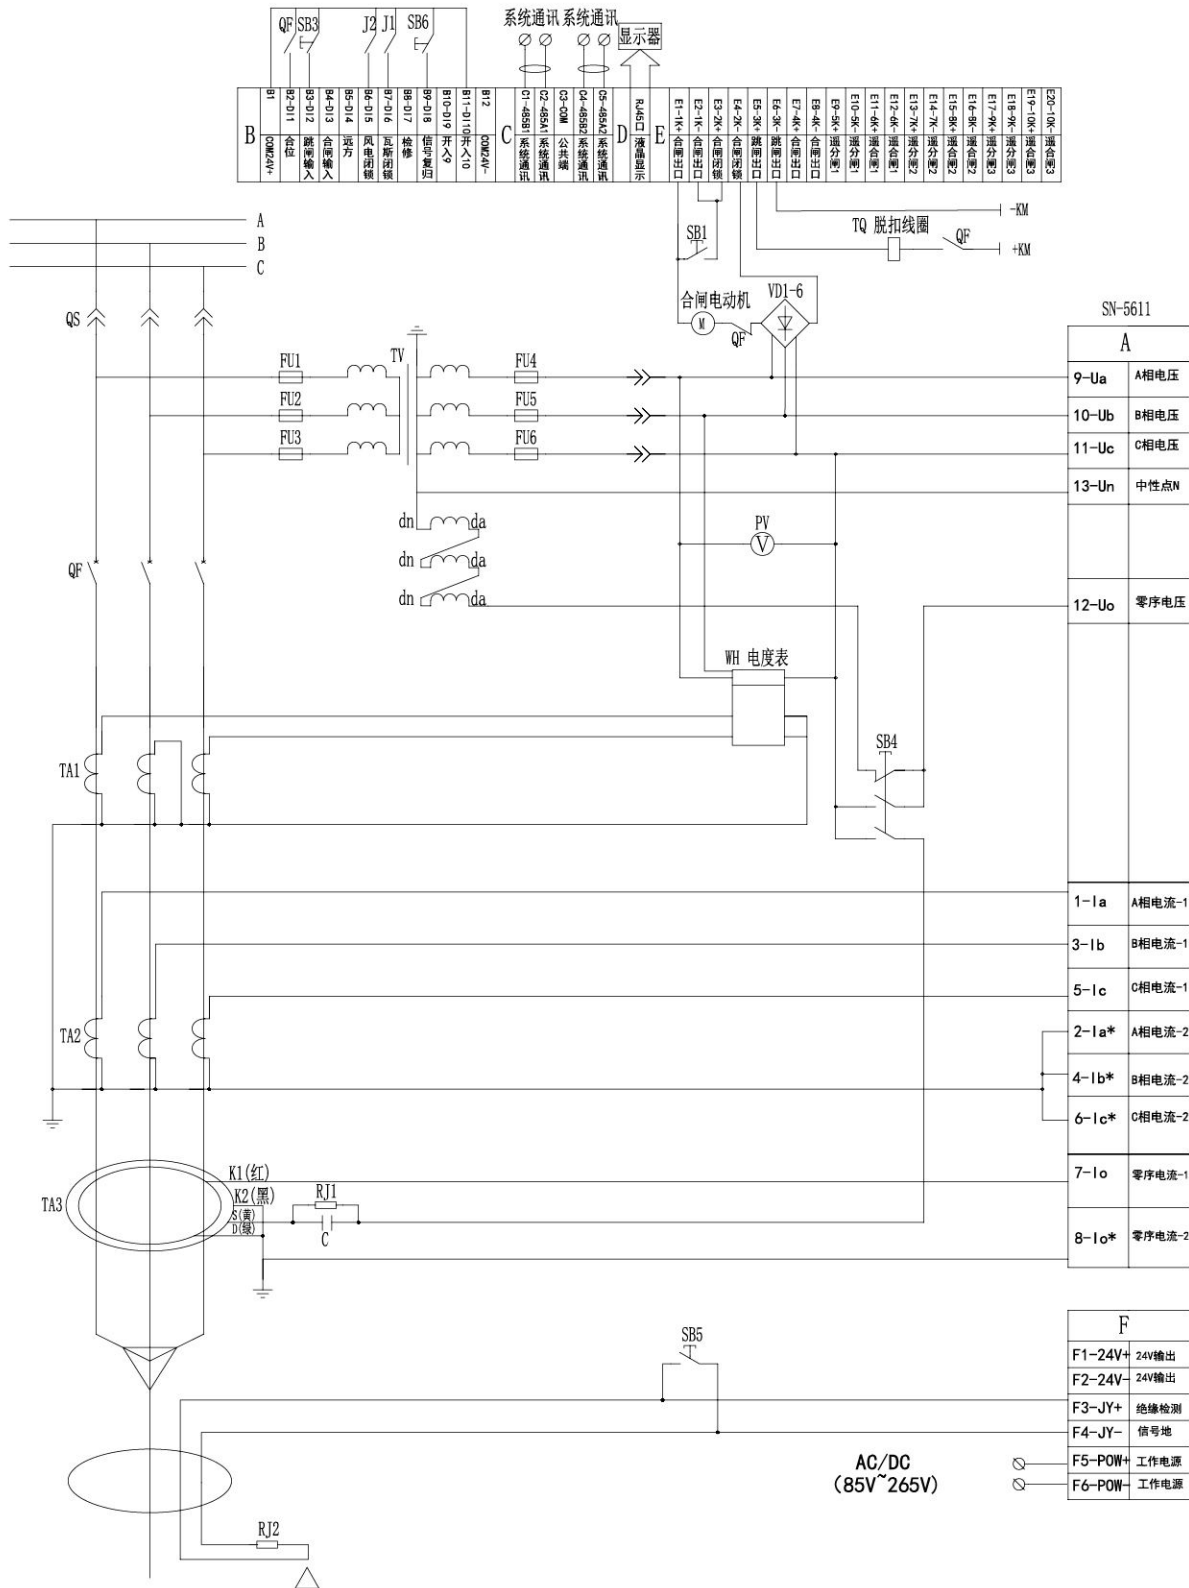 QF SB3 J2 J1 SB6
系统通讯 系统通讯
显示器
B
B1 COM24V+
B2-DI1 合位
B3-DI2 跳闸输入
B4-DI3 合闸输入
B5-DI4 远方
B6-DI5 风电闭锁
B7-DI6 瓦斯闭锁
B8-DI7 检修
B9-DI8 信号复归
B10-DI9 开入9
B11-DI10 开入10
B12 COM24V-
C
C1-485B1 系统通讯
C2-485A1 系统通讯
C3-COM 公共端
C4-485B2 系统通讯
C5-485A2 系统通讯
D
RJ45口 液晶显示
E
E1-1K+ 合闸出口
E2-1K- 合闸出口
E3-2K+ 合闸闭锁
E4-2K- 合闸闭锁
E5-3K+ 跳闸出口
E6-3K- 跳闸出口
E7-4K+ 合闸出口
E8-4K- 合闸出口
E9-5K+ 遥分闸1
E10-5K- 遥分闸1
E11-6K+ 遥合闸1
E12-6K- 遥合闸1
E13-7K+ 遥分闸2
E14-7K- 遥分闸2
E15-8K+ 遥合闸2
E16-8K- 遥合闸2
E17-9K+ 遥分闸3
E18-9K- 遥分闸3
E19-10K+ 遥合闸3
E20-10K- 遥合闸3
A
B
C
-KM
SB1
TQ 脱扣线圈
QF
+KM
QS
合闸电动机
VD1-6
M
QF
SN-5611
A
TV
FU1
FU4
9-Ua A相电压
FU2
FU5
10-Ub B相电压
FU3
FU6
11-Uc C相电压
13-Un 中性点N
dn da
PV
V
dn da
QF
dn da
12-Uo 零序电压
WH 电度表
SB4
TA1
1-Ia A相电流-1
3-Ib B相电流-1
5-Ic C相电流-1
TA2
2-Ia* A相电流-2
4-Ib* B相电流-2
6-Ic* C相电流-2
K1(红)
7-Io 零序电流-1
K2(黑)
RJ1
TA3
S(黄)
D(绿)
C
8-Io* 零序电流-2
F
SB5
F1-24V+ 24V输出
F2-24V- 24V输出
F3-JY+ 绝缘检测
F4-JY- 信号地
AC/DC
F5-POW+ 工作电源
(85V~265V)
F6-POW- 工作电源
RJ2